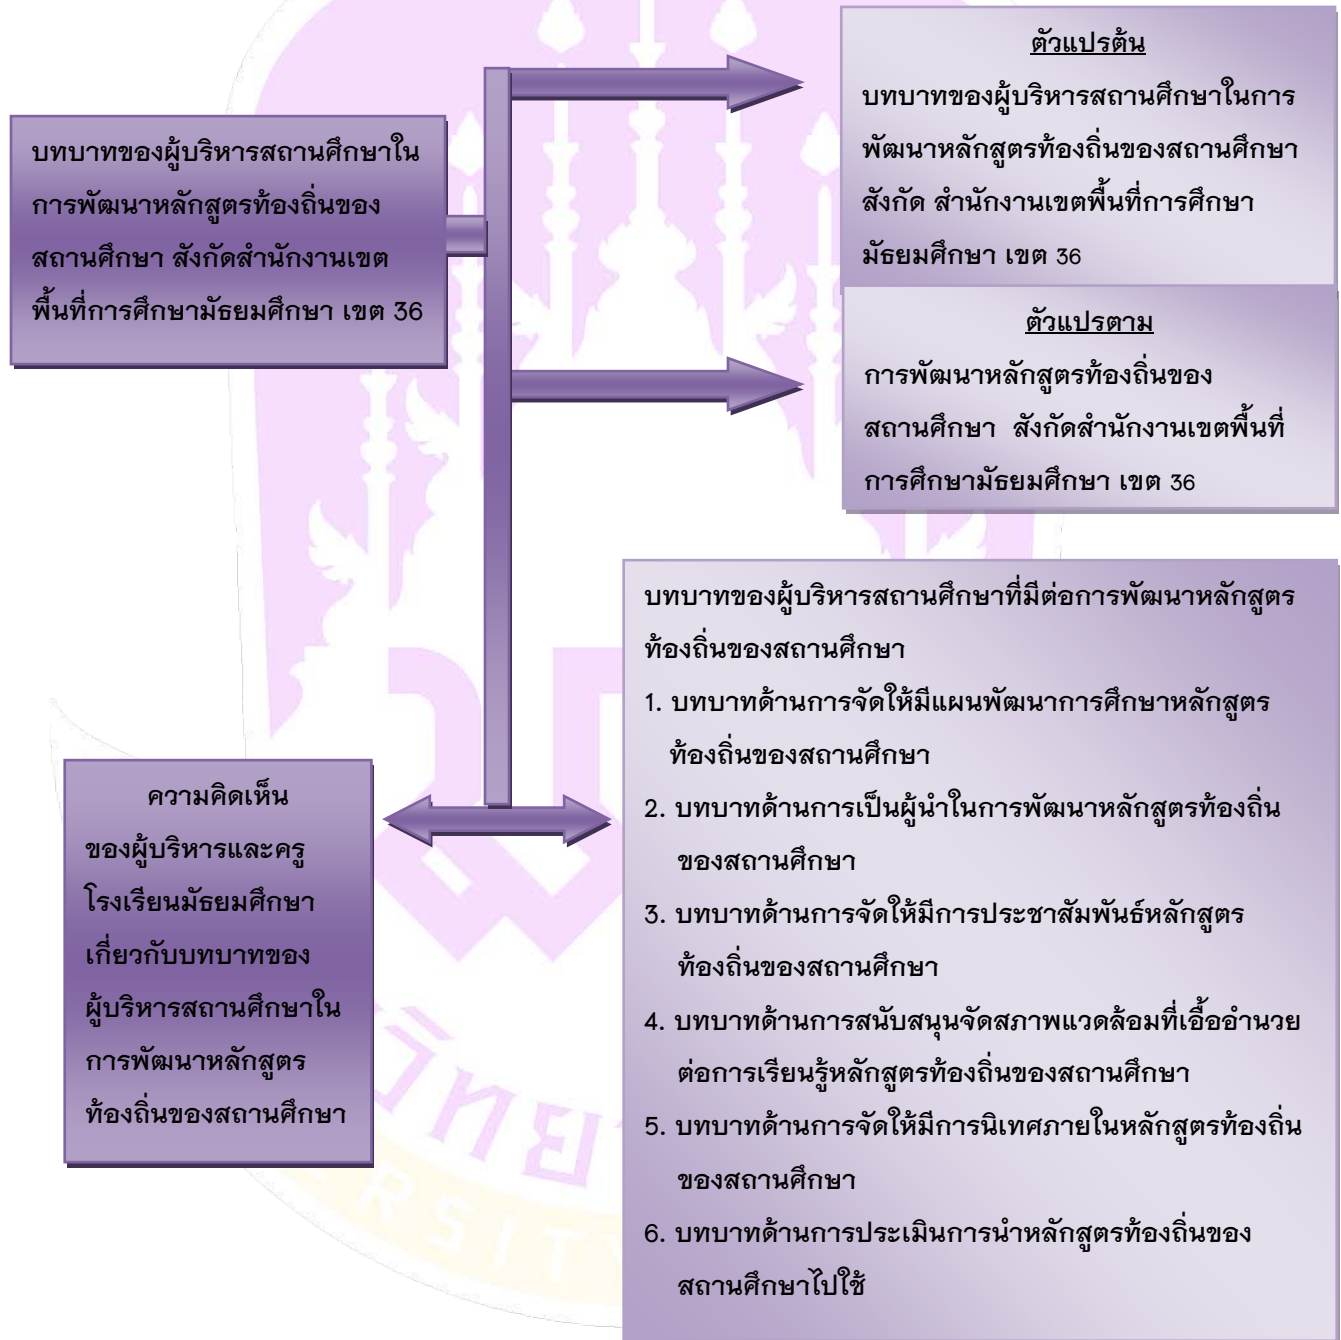 บทบาทของผู้บริหารสถานศึกษาใน
การพัฒนาหลักสูตรท้องถิ่นของ
สถานศึกษา สังกัดสำนักงานเขต
พื้นที่การศึกษามัธยมศึกษา เขต 36
ตัวแปรต้น
บทบาทของผู้บริหารสถานศึกษาในการ
พัฒนาหลักสูตรท้องถิ่นของสถานศึกษา
สังกัด สำนักงานเขตพื้นที่การศึกษา
มัธยมศึกษา เขต 36
ตัวแปรตาม
การพัฒนาหลักสูตรท้องถิ่นของ
สถานศึกษา สังกัดสำนักงานเขตพื้นที่
การศึกษามัธยมศึกษา เขต 36
ความคิดเห็น
ของผู้บริหารและครู
โรงเรียนมัธยมศึกษา
เกี่ยวกับบทบาทของ
ผู้บริหารสถานศึกษาใน
การพัฒนาหลักสูตร
ท้องถิ่นของสถานศึกษา
บทบาทของผู้บริหารสถานศึกษาที่มีต่อการพัฒนาหลักสูตร
ท้องถิ่นของสถานศึกษา
1. บทบาทด้านการจัดให้มีแผนพัฒนาการศึกษาหลักสูตร
ท้องถิ่นของสถานศึกษา
2. บทบาทด้านการเป็นผู้นำในการพัฒนาหลักสูตรท้องถิ่น
ของสถานศึกษา
3. บทบาทด้านการจัดให้มีการประชาสัมพันธ์หลักสูตร
ท้องถิ่นของสถานศึกษา
4. บทบาทด้านการสนับสนุนจัดสภาพแวดล้อมที่เอื้ออำนวย
ต่อการเรียนรู้หลักสูตรท้องถิ่นของสถานศึกษา
5. บทบาทด้านการจัดให้มีการนิเทศภายในหลักสูตรท้องถิ่น
ของสถานศึกษา
6. บทบาทด้านการประเมินการนำหลักสูตรท้องถิ่นของ
สถานศึกษาไปใช้
วิทย
ERSITY